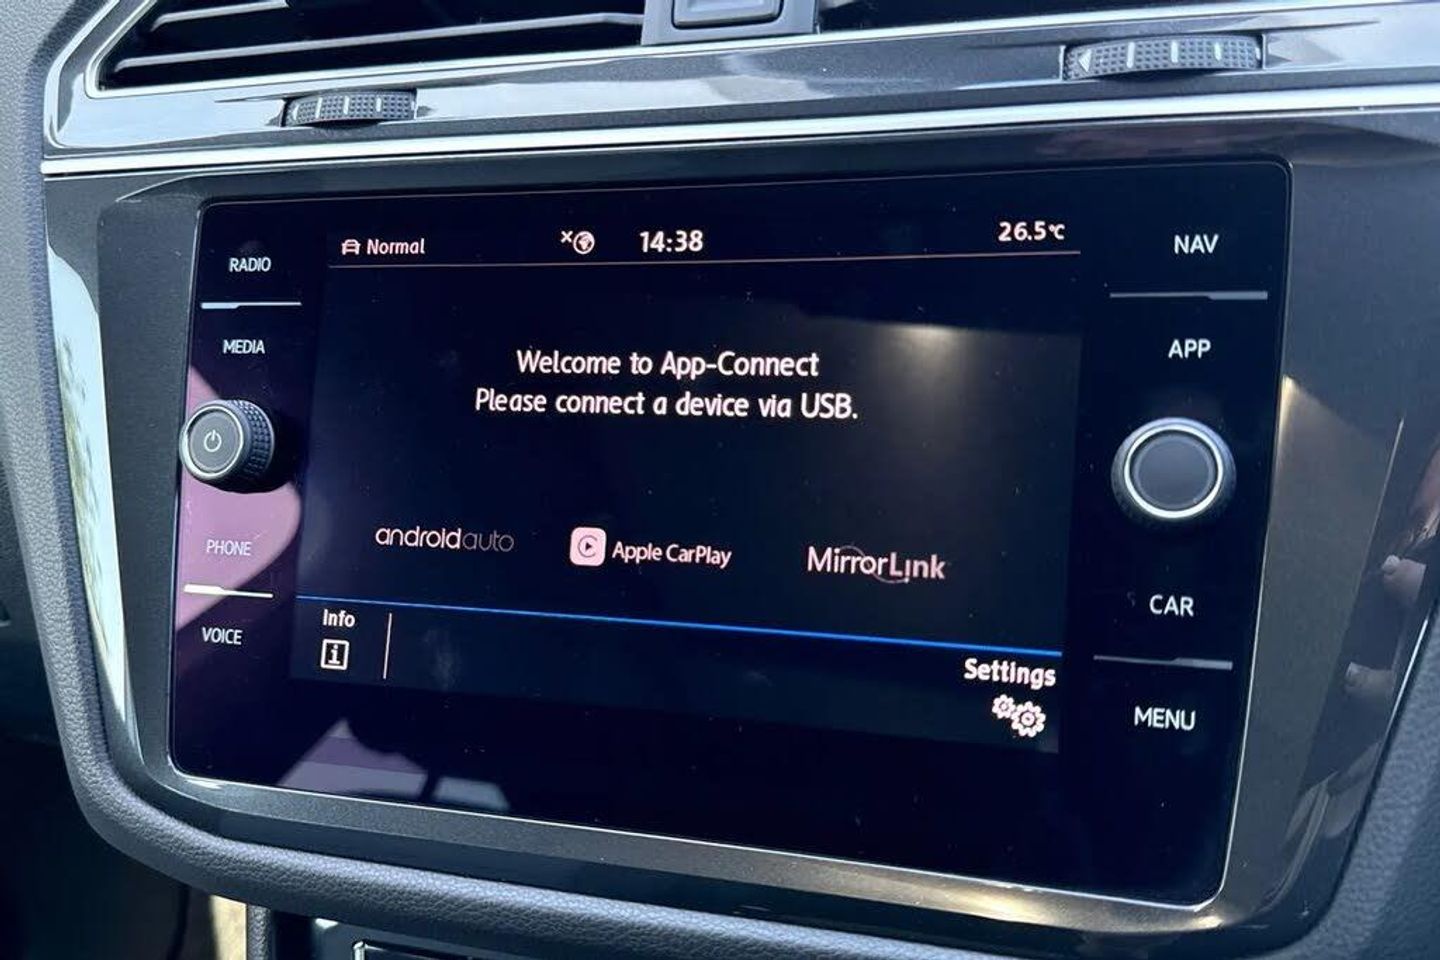 Normal
14:38
26.5°C
RADIO
MEDIA
PHONE
VOICE
Welcome to App-Connect
Please connect a device via USB.
androidauto
Apple CarPlay
MirrorLink
Info
i
Settings
NAV
APP
CAR
MENU